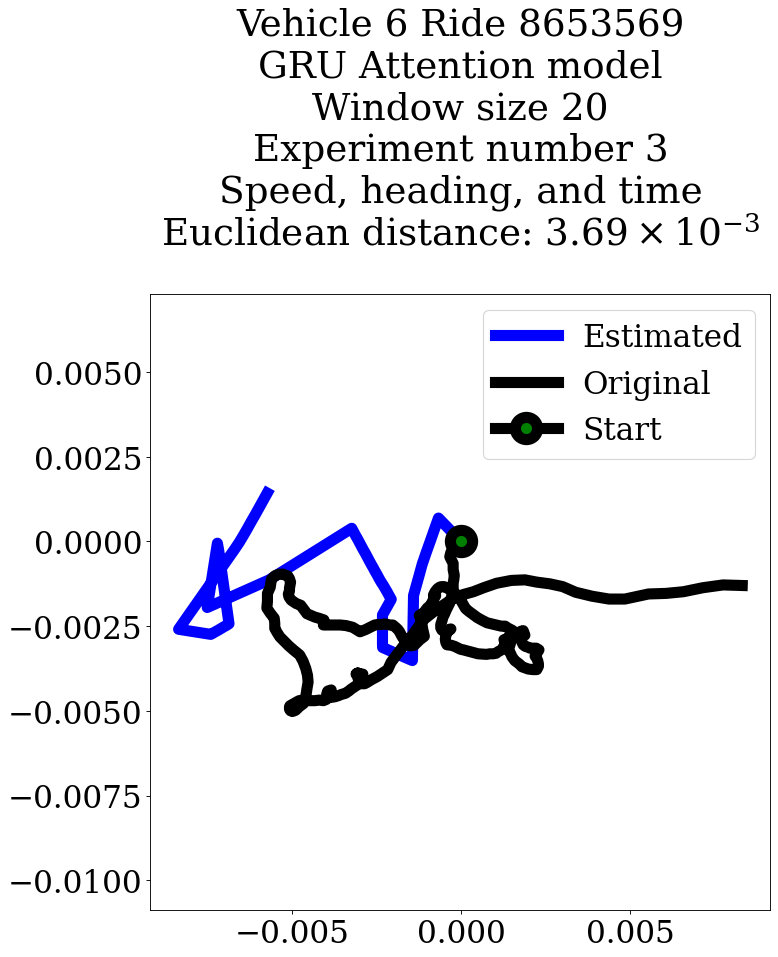 Vehicle 6 Ride 8653569
GRU Attention model
Window size 20
Experiment number 3
Speed, heading, and time
Euclidean distance: 3.69 × 10⁻³
Estimated
Original
Start
0.0050
0.0025
0.0000
−0.0025
−0.0050
−0.0075
−0.0100
−0.005 0.000 0.005